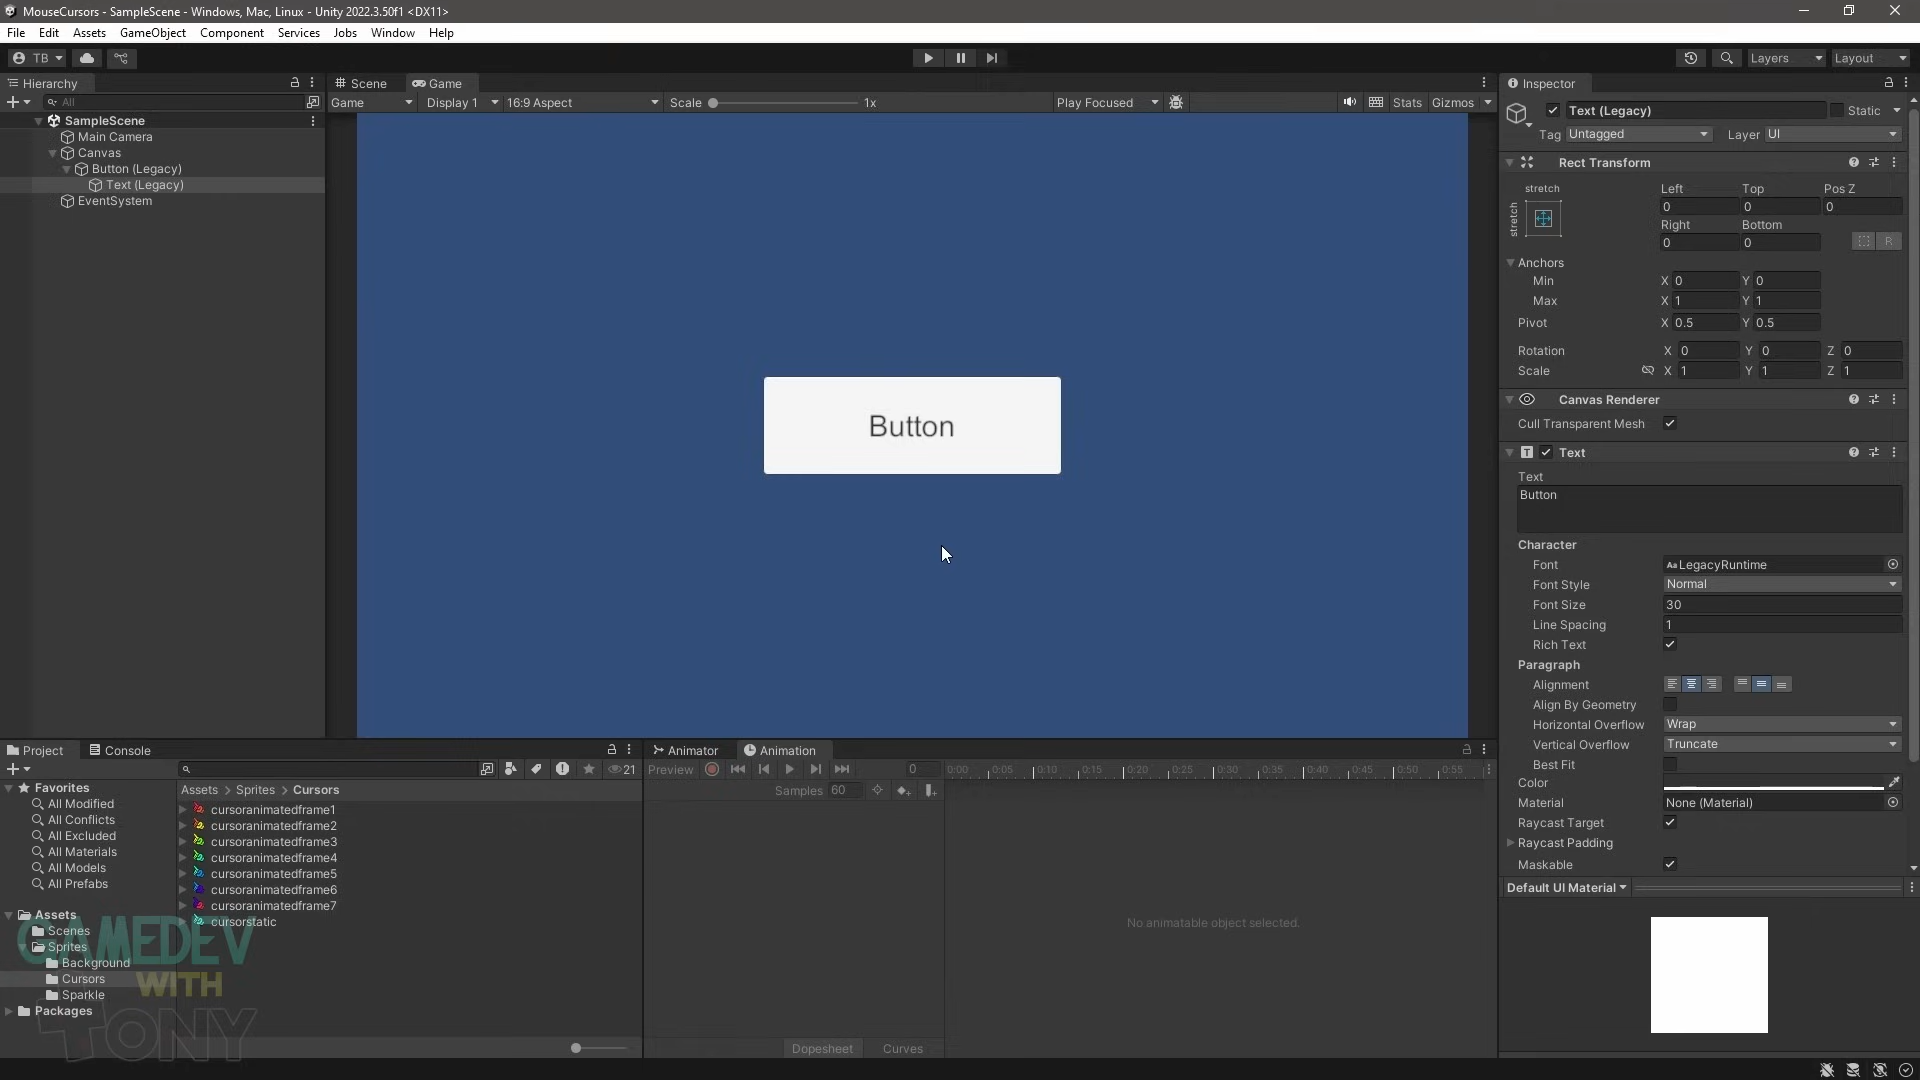 MouseCursors - SampleScene - Windows, Mac, Linux - Unity 2022.3.50f1 <DX11>
File Edit Assets GameObject Component Services Jobs Window Help
TB
Layers Layout
Hierarchy
All
SampleScene
Main Camera
Canvas
Button (Legacy)
Text (Legacy)
EventSystem
Scene Game
Game Display 1 16:9 Aspect Scale 1x Play Focused Stats Gizmos
Button
Inspector
Text (Legacy) Static
Tag Untagged Layer UI
Rect Transform
stretch Left Top Pos Z
stretch 0 0 0
Right Bottom
0 0 R
Anchors
Min X 0 Y 0
Max X 1 Y 1
Pivot X 0.5 Y 0.5
Rotation X 0 Y 0 Z 0
Scale X 1 Y 1 Z 1
Canvas Renderer
Cull Transparent Mesh
Text
Text
Button
Character
Font LegacyRuntime
Font Style Normal
Font Size 30
Line Spacing 1
Rich Text
Paragraph
Alignment
Align By Geometry
Horizontal Overflow Wrap
Vertical Overflow Truncate
Best Fit
Color
Material None (Material)
Raycast Target
Raycast Padding
Maskable
Default UI Material
Project Console
21
Favorites
All Modified
All Conflicts
All Excluded
All Materials
All Models
All Prefabs
Assets
Scenes
Sprites
Background
Cursors
Sparkle
Packages
Assets > Sprites > Cursors
cursoranimatedframe1
cursoranimatedframe2
cursoranimatedframe3
cursoranimatedframe4
cursoranimatedframe5
cursoranimatedframe6
cursoranimatedframe7
cursorstatic
Animator Animation
Preview 0 0:00 0:05 0:10 0:15 0:20 0:25 0:30 0:35 0:40 0:45 0:50 0:55
Samples 60
No animatable object selected.
Dopesheet Curves
GAMEDEV
WITH
TONY